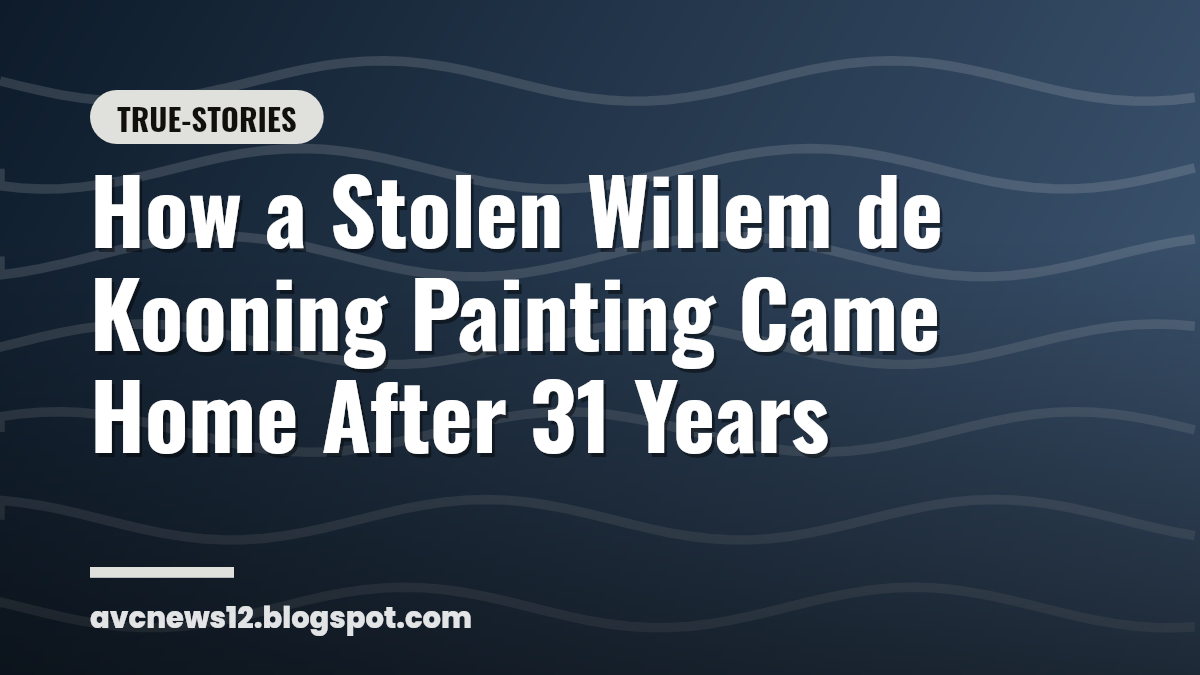 TRUE-STORIES
How a Stolen Willem de
Kooning Painting Came
Home After 31 Years
avcnews12.blogspot.com